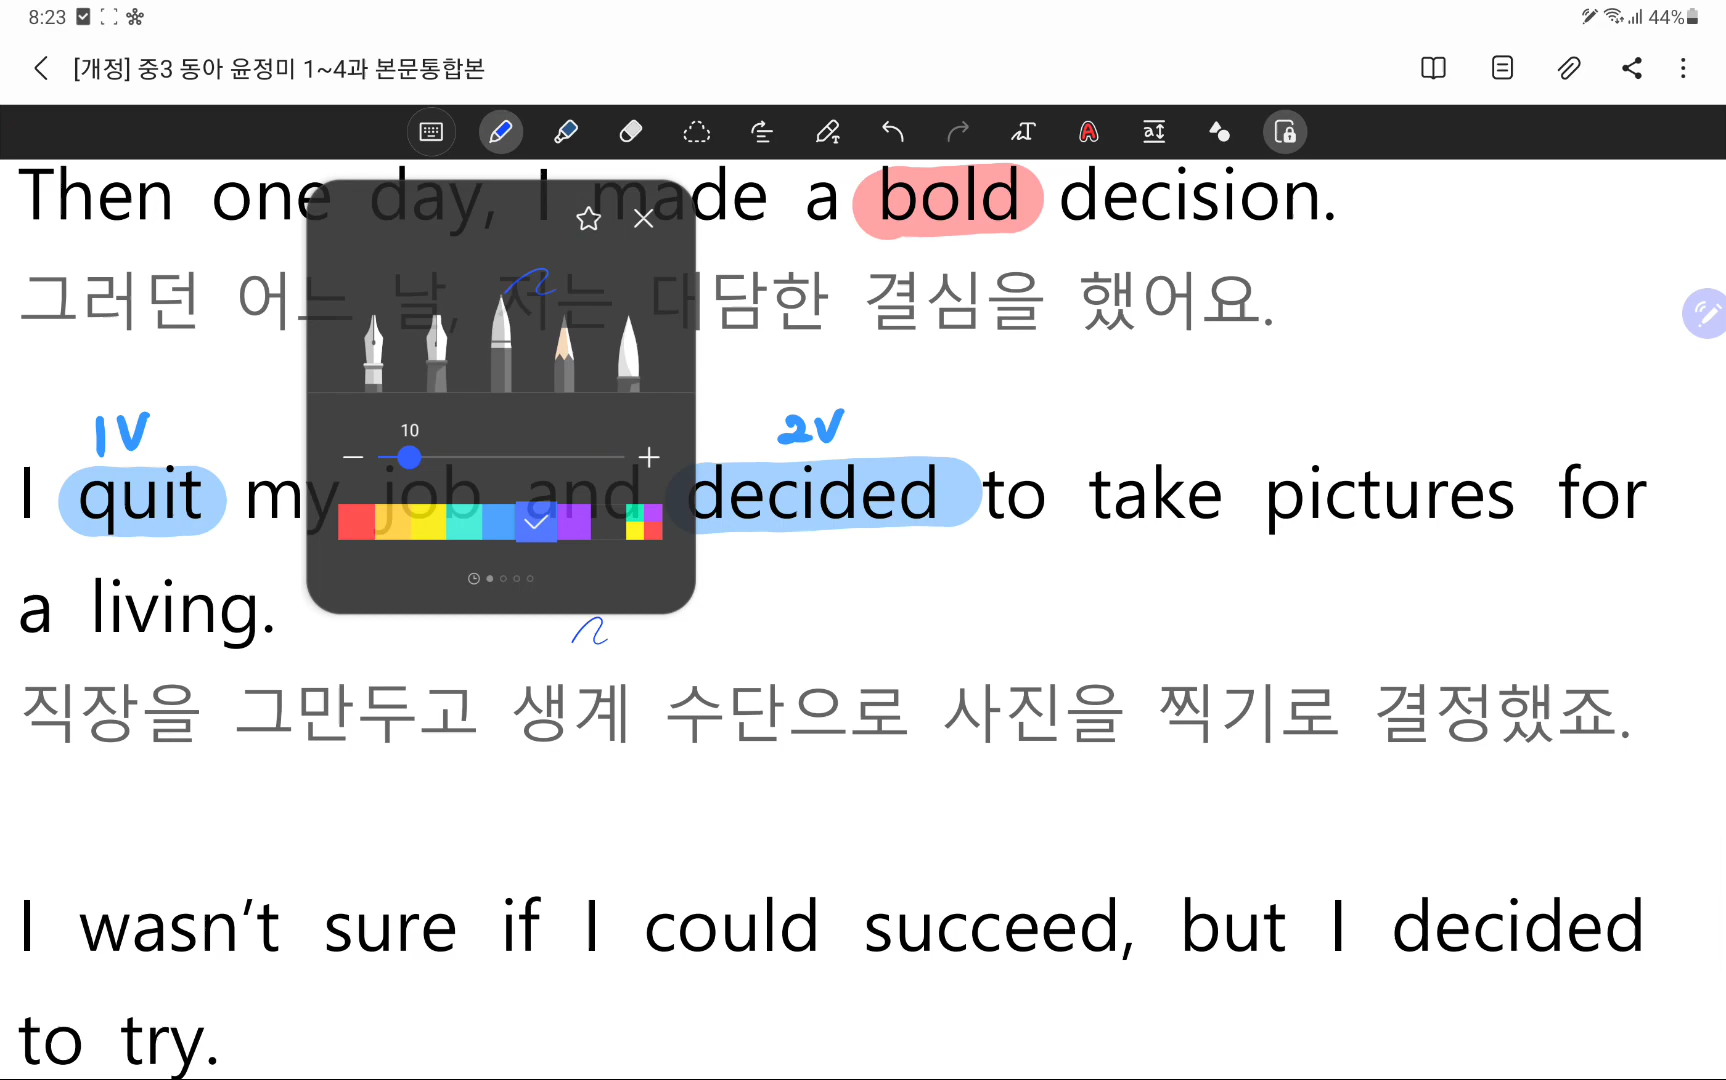 8:23 44%
[개정] 중3 동아 윤정미 1~4과 본문통합본
Then one day, I made a bold decision.
그러던 어느 날, 저는 대담한 결심을 했어요.
10
1V 2V
I quit my job and decided to take pictures for
a living.
직장을 그만두고 생계 수단으로 사진을 찍기로 결정했죠.
I wasn’t sure if I could succeed, but I decided
to try.